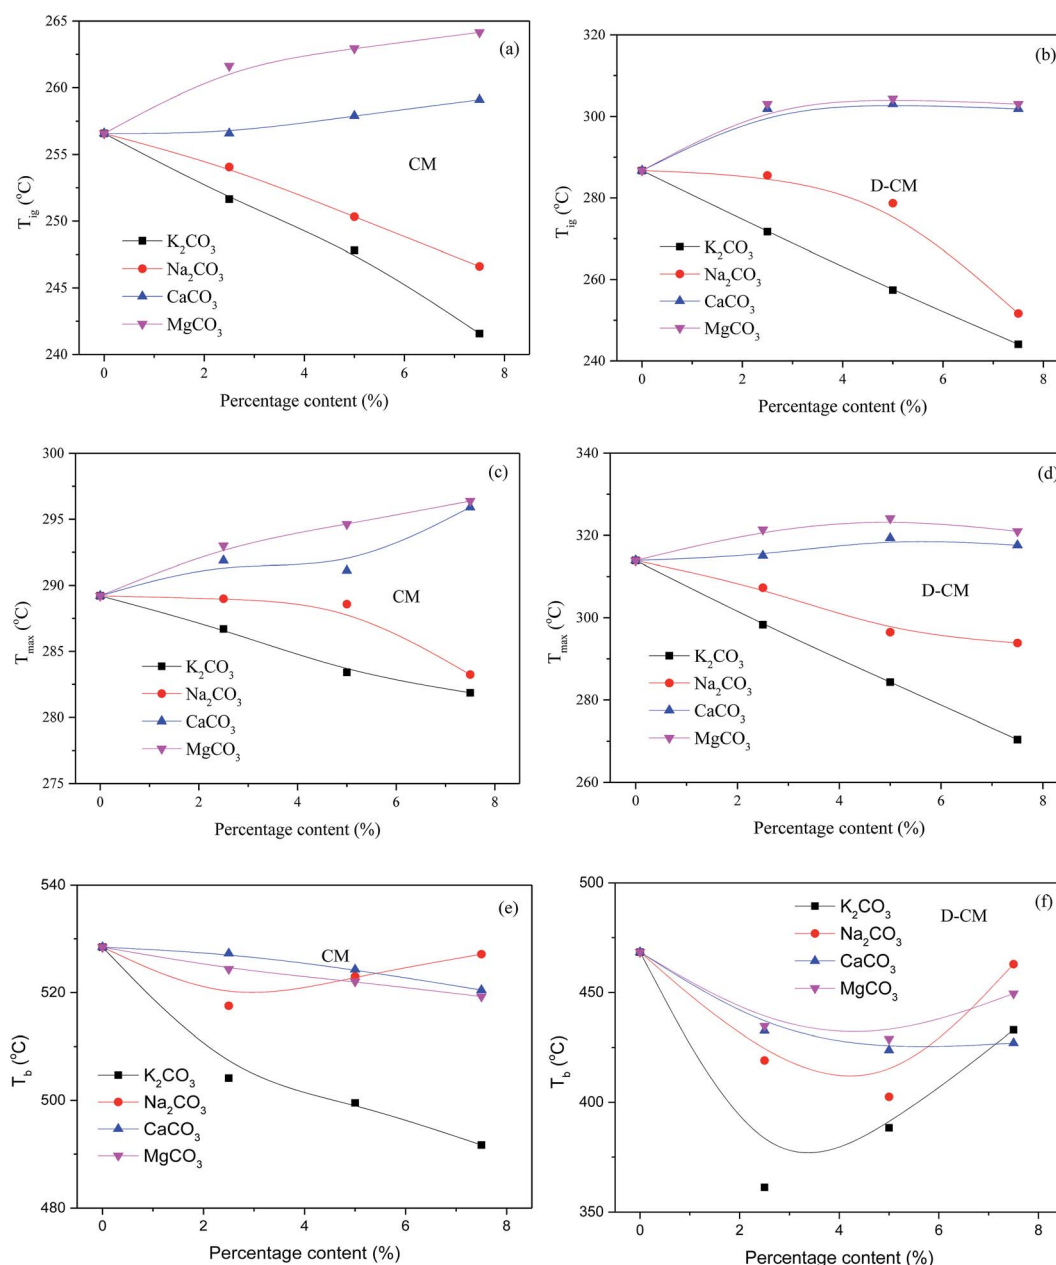 265
260
255
250
245
240
T_ig (°C)
(a)
CM
K₂CO₃
Na₂CO₃
CaCO₃
MgCO₃
0 2 4 6 8
Percentage content (%)
320
300
280
260
240
T_ig (°C)
(b)
D-CM
K₂CO₃
Na₂CO₃
CaCO₃
MgCO₃
0 2 4 6 8
Percentage content (%)
300
295
290
285
280
275
T_max (°C)
(c)
CM
K₂CO₃
Na₂CO₃
CaCO₃
MgCO₃
0 2 4 6 8
Percentage content (%)
340
320
300
280
260
T_max (°C)
(d)
D-CM
K₂CO₃
Na₂CO₃
CaCO₃
MgCO₃
0 2 4 6 8
Percentage content (%)
540
520
500
480
T_b (°C)
(e)
CM
K₂CO₃
Na₂CO₃
CaCO₃
MgCO₃
0 2 4 6 8
Percentage content (%)
500
450
400
350
T_b (°C)
(f)
D-CM
K₂CO₃
Na₂CO₃
CaCO₃
MgCO₃
0 2 4 6 8
Percentage content (%)